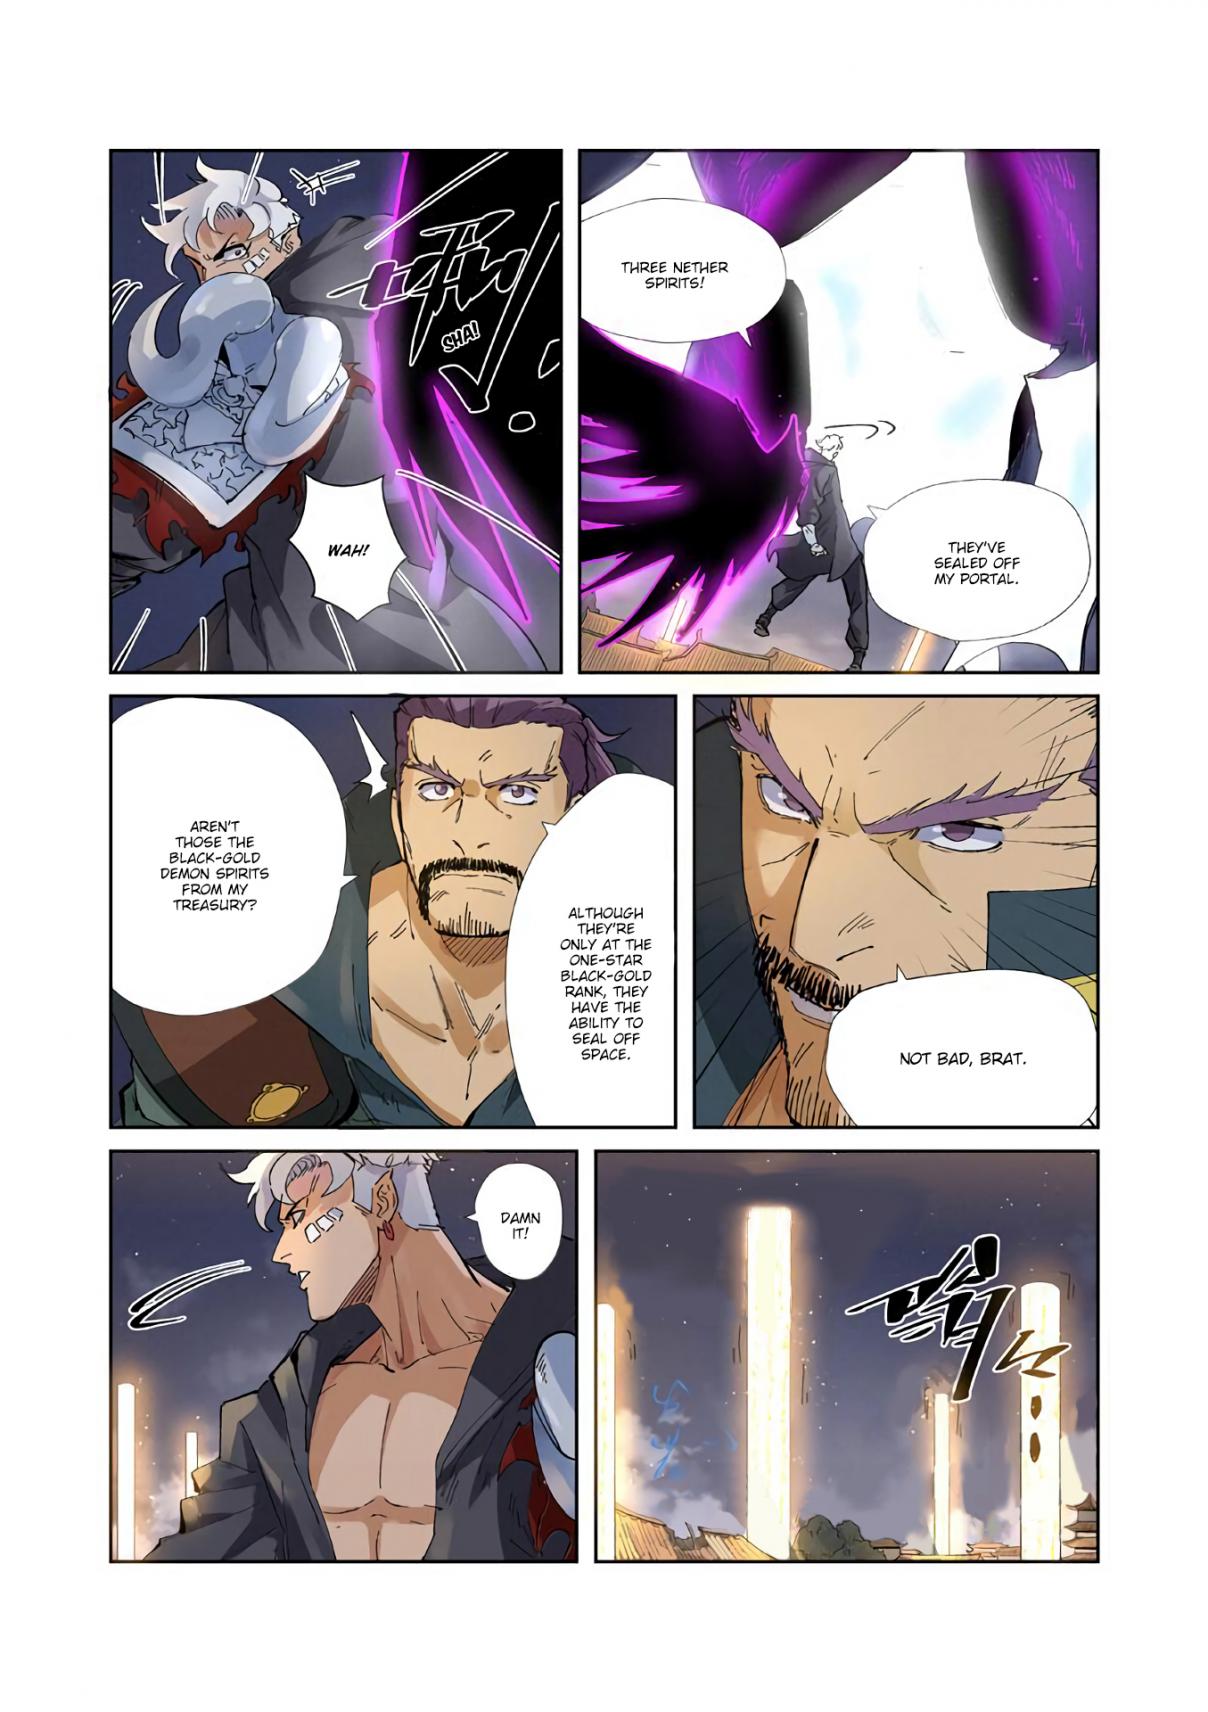 SHA!
WAH!
THREE NETHER
SPIRITS!
THEY'VE
SEALED OFF
MY PORTAL.
AREN'T
THOSE THE
BLACK-GOLD
DEMON SPIRITS
FROM MY
TREASURY?
ALTHOUGH
THEY'RE
ONLY AT THE
ONE-STAR
BLACK-GOLD
RANK, THEY
HAVE THE
ABILITY TO
SEAL OFF
SPACE.
NOT BAD, BRAT.
DAMN
IT!